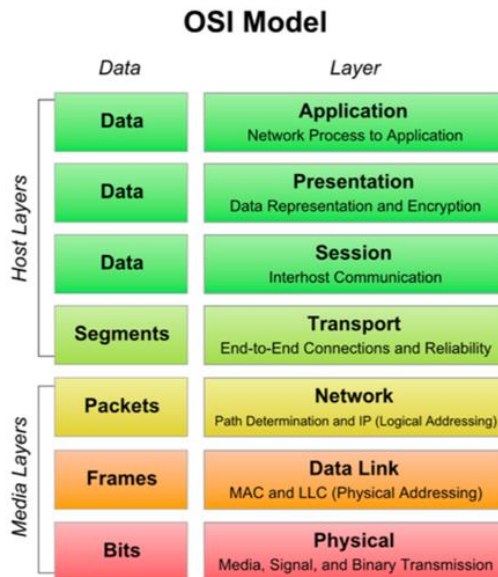 OSI Model
Data Layer
Host Layers
Data
Application
Network Process to Application
Data
Presentation
Data Representation and Encryption
Data
Session
Interhost Communication
Segments
Transport
End-to-End Connections and Reliability
Media Layers
Packets
Network
Path Determination and IP (Logical Addressing)
Frames
Data Link
MAC and LLC (Physical Addressing)
Bits
Physical
Media, Signal, and Binary Transmission